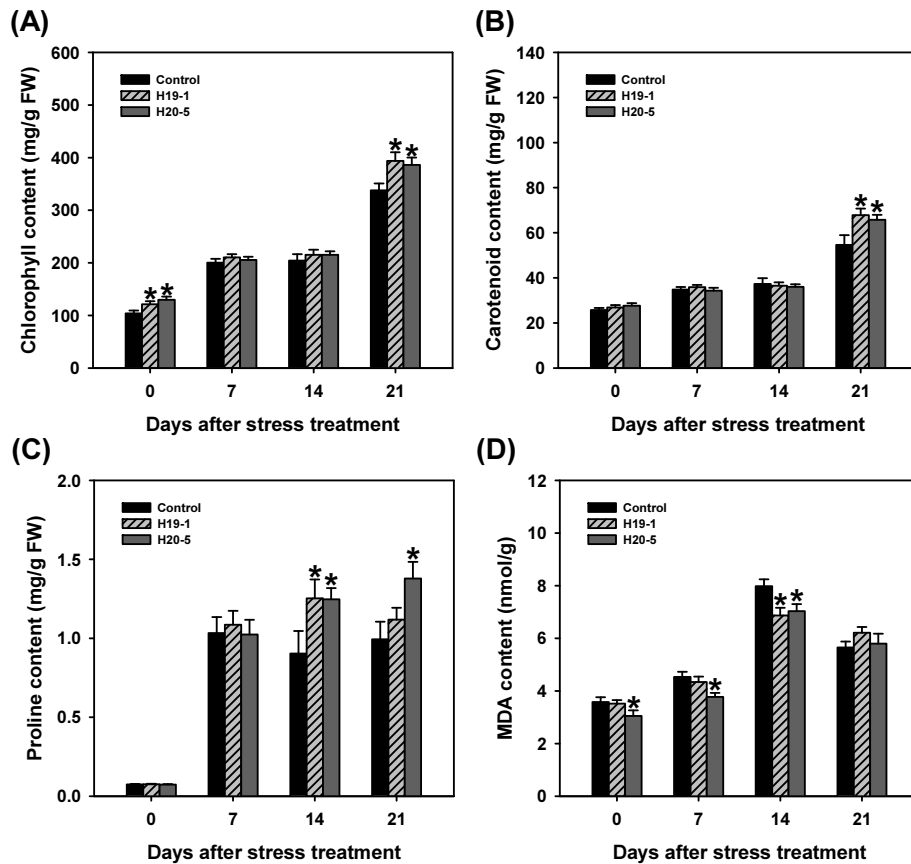 (A)
Chlorophyll content (mg/g FW)
600
500
400
300
200
100
0
Control
H19-1
H20-5
* * * *
0 7 14 21
Days after stress treatment
(B)
Carotenoid content (mg/g FW)
140
120
100
80
60
40
20
0
Control
H19-1
H20-5
* *
0 7 14 21
Days after stress treatment
(C)
Proline content (mg/g FW)
2.0
1.5
1.0
0.5
0.0
Control
H19-1
H20-5
* * *
0 7 14 21
Days after stress treatment
(D)
MDA content (nmol/g)
12
10
8
6
4
2
0
Control
H19-1
H20-5
* * * *
0 7 14 21
Days after stress treatment